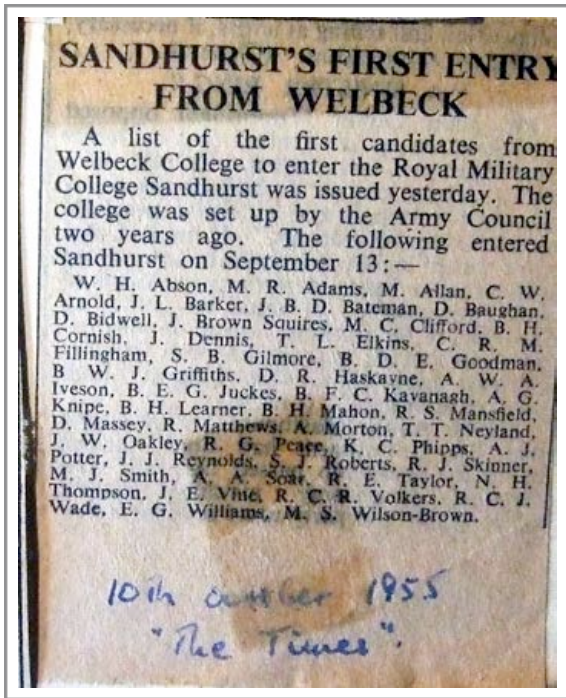 SANDHURST'S FIRST ENTRY
FROM WELBECK
A list of the first candidates from
Welbeck College to enter the Royal Military
College Sandhurst was issued yesterday. The
college was set up by the Army Council
two years ago. The following entered
Sandhurst on September 13:—
W. H. Abson, M. R. Adams, M. Allan, C. W.
Arnold, J. L. Barker, J. B. D. Bateman, D. Baughan,
D. Bidwell, J. Brown Squires, M. C. Clifford, B. H.
Cornish, J. Dennis, T. L. Elkins, C. R. M.
Fillingham, S. B. Gilmore, B. D. E. Goodman,
B W. J. Griffiths, D. R. Haskayne, A. W. A.
Iveson, B. E. G. Juckes, B. F. C. Kavanagh, A. G.
Knipe, B. H. Learner, B. H. Mahon, R. S. Mansfield,
D. Massey, R. Matthews, A. Morton, T. T. Neyland,
J. W. Oakley, R. G. Peace, K. C. Phipps, A. J.
Potter, J. J. Reynolds, S. J. Roberts, R. J. Skinner,
M. J. Smith, A. A. Soar, R. E. Taylor, N. H.
Thompson, J. E. Vine, R. C. R. Volkers, R. C. J.
Wade, E. G. Williams, M. S. Wilson-Brown.
10th 1955
"The Times".